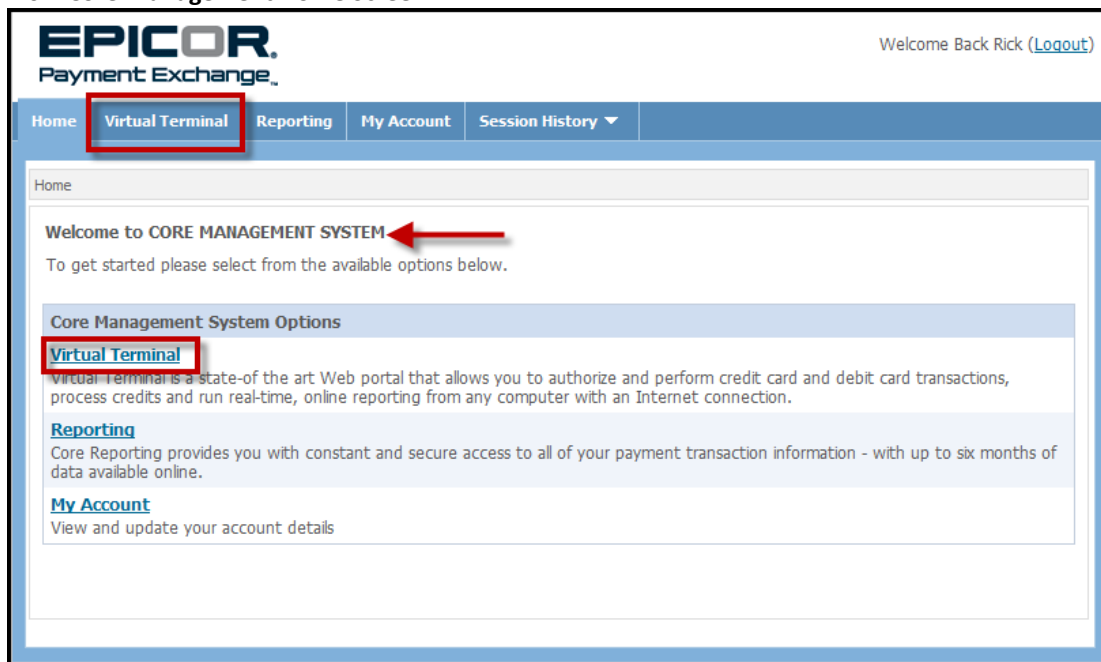 EPICOR.
Payment Exchange™
Welcome Back Rick (Logout)
Home Virtual Terminal Reporting My Account Session History ▼
Home
Welcome to CORE MANAGEMENT SYSTEM
To get started please select from the available options below.
Core Management System Options
Virtual Terminal
Virtual Terminal is a state-of the art Web portal that allows you to authorize and perform credit card and debit card transactions,
process credits and run real-time, online reporting from any computer with an Internet connection.
Reporting
Core Reporting provides you with constant and secure access to all of your payment transaction information - with up to six months of
data available online.
My Account
View and update your account details